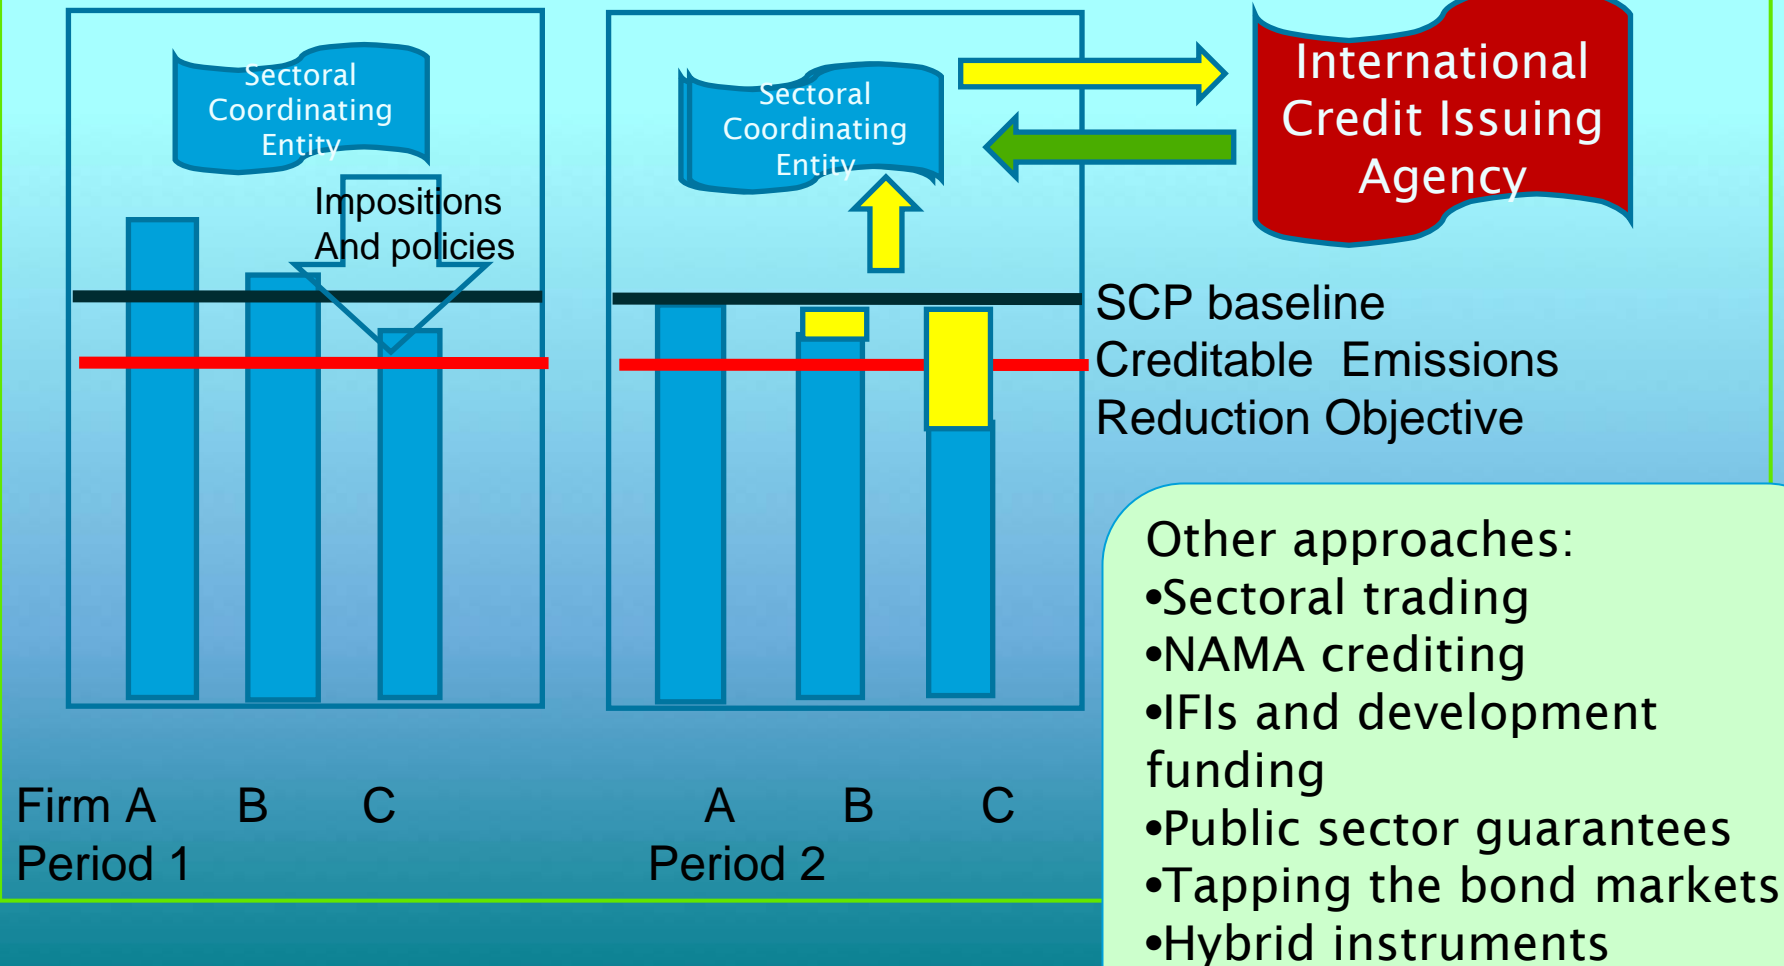 Sectoral
Coordinating
Entity
Impositions
And policies
Sectoral
Coordinating
Entity
International
Credit Issuing
Agency
SCP baseline
Creditable Emissions
Reduction Objective
Firm A B C
Period 1
A B C
Period 2
Other approaches:
•Sectoral trading
•NAMA crediting
•IFIs and development
funding
•Public sector guarantees
•Tapping the bond markets
•Hybrid instruments